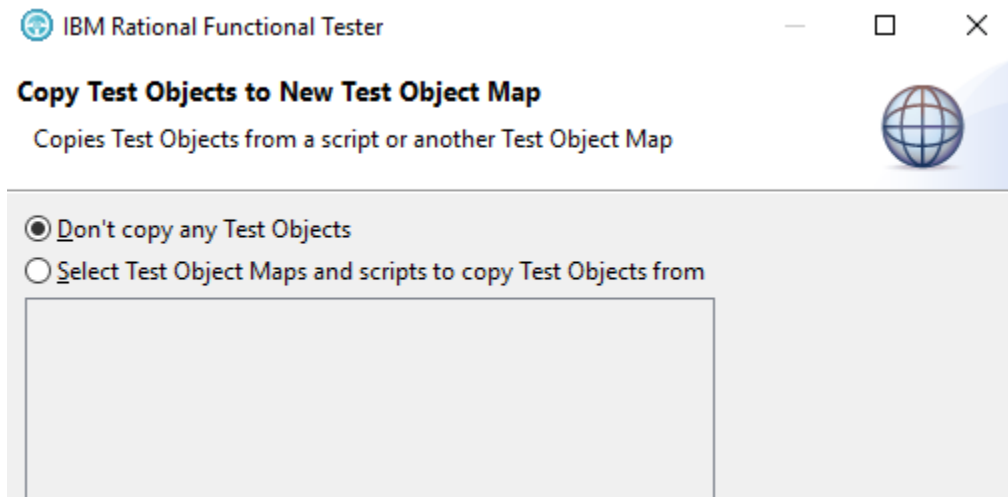 IBM Rational Functional Tester
Copy Test Objects to New Test Object Map
Copies Test Objects from a script or another Test Object Map
Don't copy any Test Objects
Select Test Object Maps and scripts to copy Test Objects from